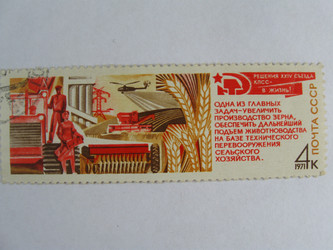 РЕШЕНИЯ XXIV СЪЕЗДА
КПСС-
В ЖИЗНЬ!
ОДНА ИЗ ГЛАВНЫХ
ЗАДАЧ-УВЕЛИЧИТЬ
ПРОИЗВОДСТВО ЗЕРНА,
ОБЕСПЕЧИТЬ ДАЛЬНЕЙШИЙ
ПОДЪЕМ ЖИВОТНОВОДСТВА
НА БАЗЕ ТЕХНИЧЕСКОГО
ПЕРЕВООРУЖЕНИЯ
СЕЛЬСКОГО
ХОЗЯЙСТВА.
1971
4К
ПОЧТА СССР